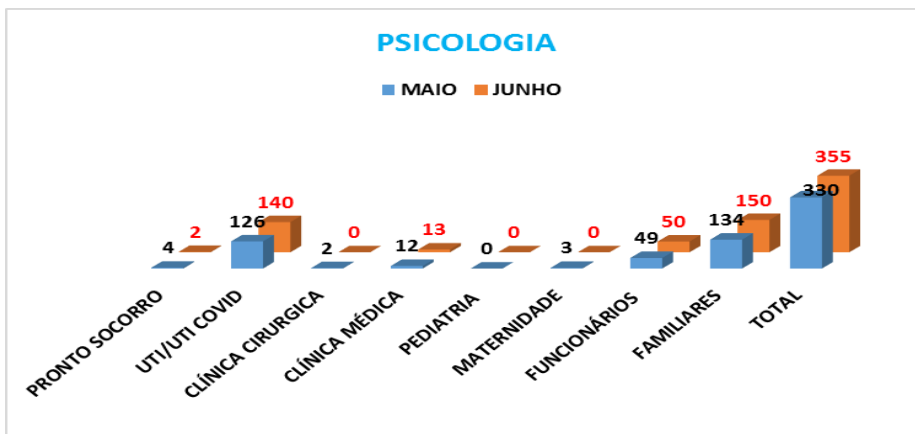 PSICOLOGIA
MAIO JUNHO
4 2
126 140
2 0
12 13
0 0
3 0
49 50
134 150
330 355
PRONTO SOCORRO
UTI/UTI COVID
CLÍNICA CIRURGICA
CLÍNICA MÉDICA
PEDIATRIA
MATERNIDADE
FUNCIONÁRIOS
FAMILIARES
TOTAL